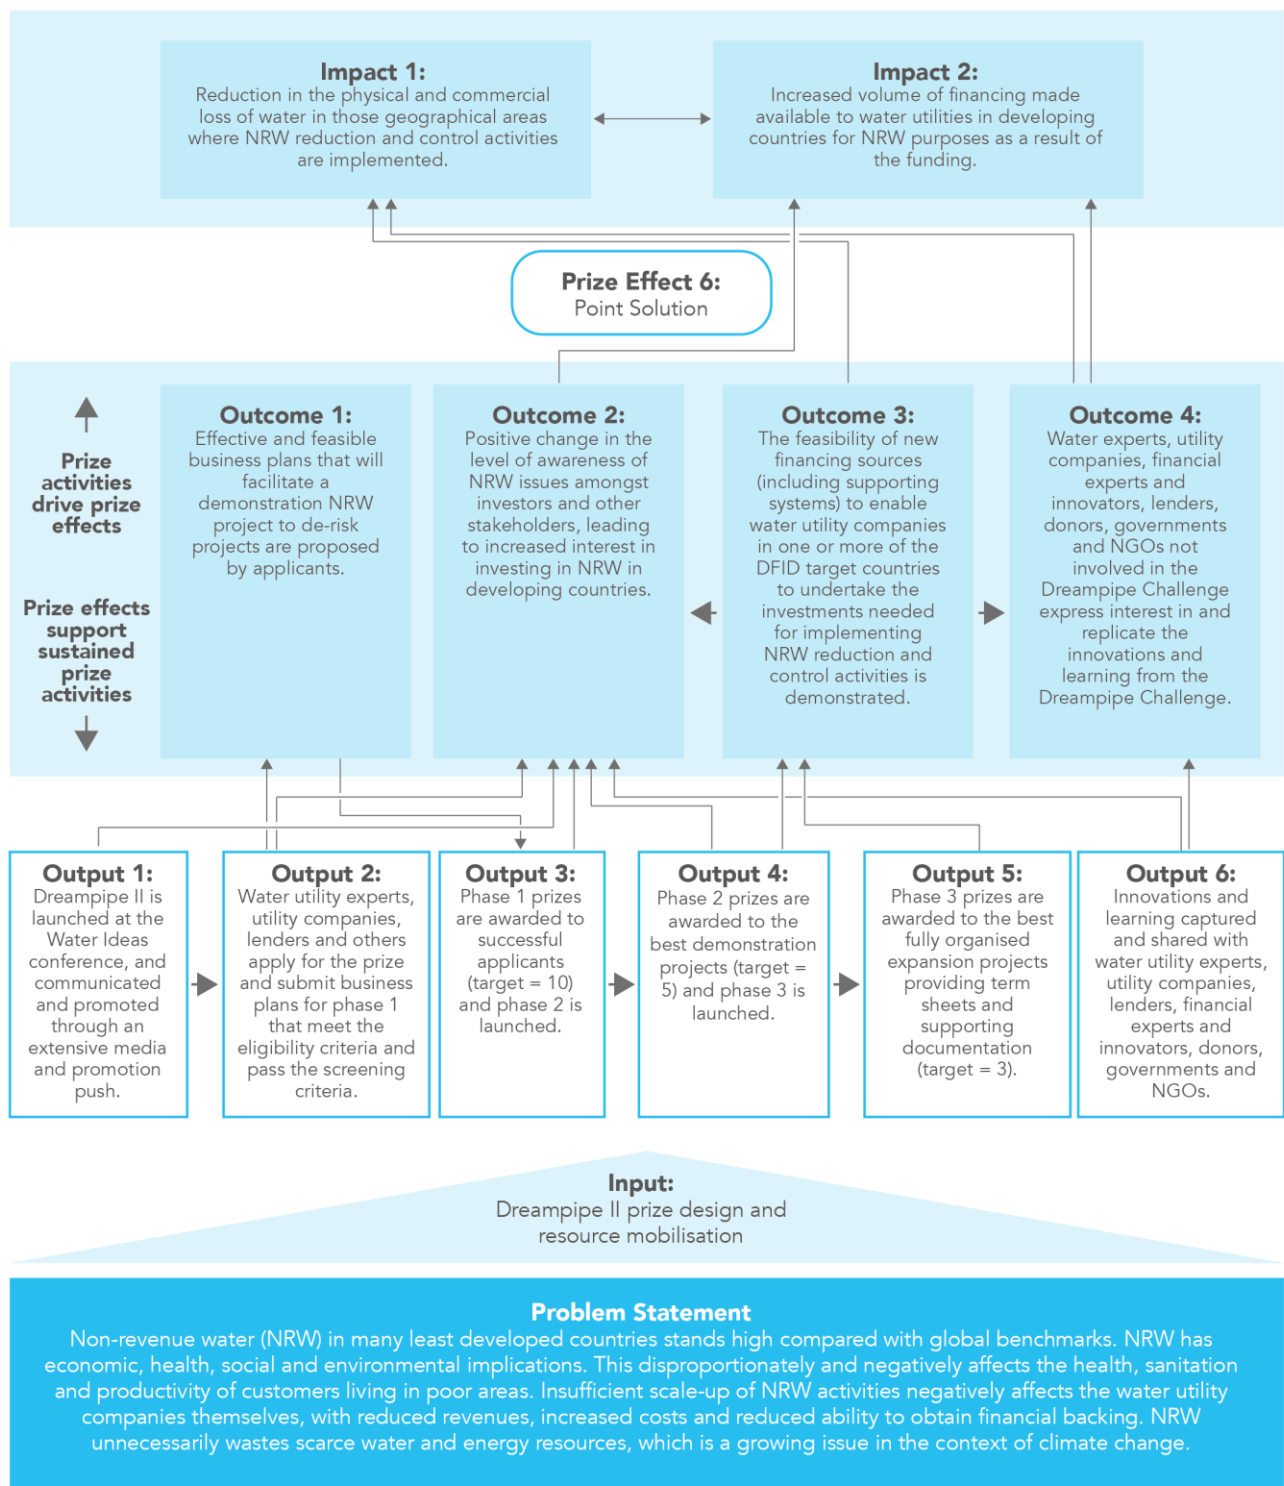 Impact 1:
Reduction in the physical and commercial
loss of water in those geographical areas
where NRW reduction and control activities
are implemented.
Impact 2:
Increased volume of financing made
available to water utilities in developing
countries for NRW purposes as a result of
the funding.
Prize Effect 6:
Point Solution
Prize
activities
drive prize
effects
Prize effects
support
sustained
prize
activities
Outcome 1:
Effective and feasible
business plans that will
facilitate a
demonstration NRW
project to de-risk
projects are proposed
by applicants.
Outcome 2:
Positive change in the
level of awareness of
NRW issues amongst
investors and other
stakeholders, leading
to increased interest in
investing in NRW in
developing countries.
Outcome 3:
The feasibility of new
financing sources
(including supporting
systems) to enable
water utility companies
in one or more of the
DFID target countries
to undertake the
investments needed
for implementing
NRW reduction and
control activities is
demonstrated.
Outcome 4:
Water experts, utility
companies, financial
experts and
innovators, lenders,
donors, governments
and NGOs not
involved in the
Dreampipe Challenge
express interest in and
replicate the
innovations and
learning from the
Dreampipe Challenge.
Output 1:
Dreampipe II is
launched at the
Water Ideas
conference, and
communicated
and promoted
through an
extensive media
and promotion
push.
Output 2:
Water utility experts,
utility companies,
lenders and others
apply for the prize
and submit business
plans for phase 1
that meet the
eligibility criteria and
pass the screening
criteria.
Output 3:
Phase 1 prizes
are awarded to
successful
applicants
(target = 10)
and phase 2 is
launched.
Output 4:
Phase 2 prizes are
awarded to the
best demonstration
projects (target =
5) and phase 3 is
launched.
Output 5:
Phase 3 prizes are
awarded to the best
fully organised
expansion projects
providing term
sheets and
supporting
documentation
(target = 3).
Output 6:
Innovations and
learning captured
and shared with
water utility experts,
utility companies,
lenders, financial
experts and
innovators, donors,
governments and
NGOs.
Input:
Dreampipe II prize design and
resource mobilisation
Problem Statement
Non-revenue water (NRW) in many least developed countries stands high compared with global benchmarks. NRW has
economic, health, social and environmental implications. This disproportionately and negatively affects the health, sanitation
and productivity of customers living in poor areas. Insufficient scale-up of NRW activities negatively affects the water utility
companies themselves, with reduced revenues, increased costs and reduced ability to obtain financial backing. NRW
unnecessarily wastes scarce water and energy resources, which is a growing issue in the context of climate change.